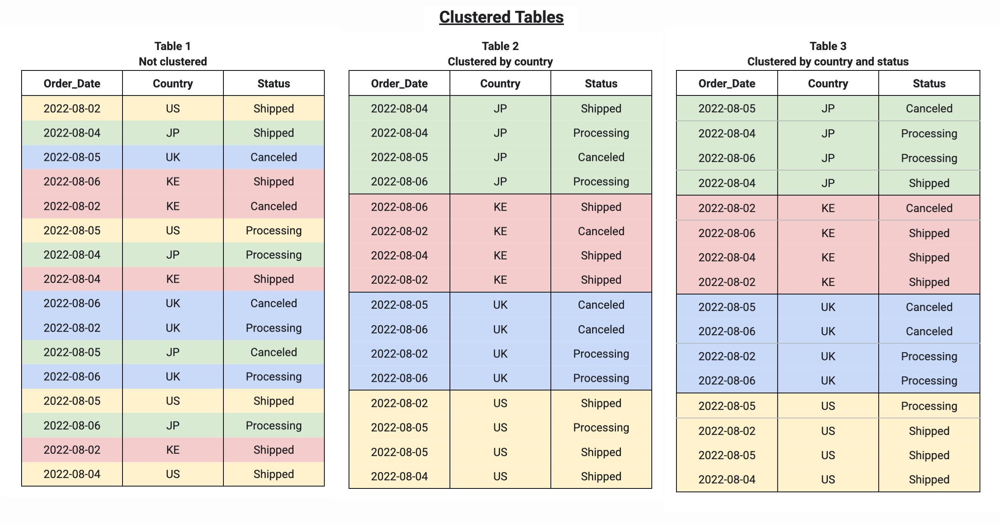 Clustered Tables
Table 1
Not clustered
Order_Date Country Status
2022-08-02 US Shipped
2022-08-04 JP Shipped
2022-08-05 UK Canceled
2022-08-06 KE Shipped
2022-08-02 KE Canceled
2022-08-05 US Processing
2022-08-04 JP Processing
2022-08-04 KE Shipped
2022-08-06 UK Canceled
2022-08-02 UK Processing
2022-08-05 JP Canceled
2022-08-06 UK Processing
2022-08-05 US Shipped
2022-08-06 JP Processing
2022-08-02 KE Shipped
2022-08-04 US Shipped
Table 2
Clustered by country
Order_Date Country Status
2022-08-04 JP Shipped
2022-08-04 JP Processing
2022-08-05 JP Canceled
2022-08-06 JP Processing
2022-08-06 KE Shipped
2022-08-02 KE Canceled
2022-08-04 KE Shipped
2022-08-02 KE Shipped
2022-08-05 UK Canceled
2022-08-06 UK Canceled
2022-08-02 UK Processing
2022-08-06 UK Processing
2022-08-02 US Shipped
2022-08-05 US Processing
2022-08-05 US Shipped
2022-08-04 US Shipped
Table 3
Clustered by country and status
Order_Date Country Status
2022-08-05 JP Canceled
2022-08-04 JP Processing
2022-08-06 JP Processing
2022-08-04 JP Shipped
2022-08-02 KE Canceled
2022-08-06 KE Shipped
2022-08-04 KE Shipped
2022-08-02 KE Shipped
2022-08-05 UK Canceled
2022-08-06 UK Canceled
2022-08-02 UK Processing
2022-08-06 UK Processing
2022-08-05 US Processing
2022-08-02 US Shipped
2022-08-05 US Shipped
2022-08-04 US Shipped